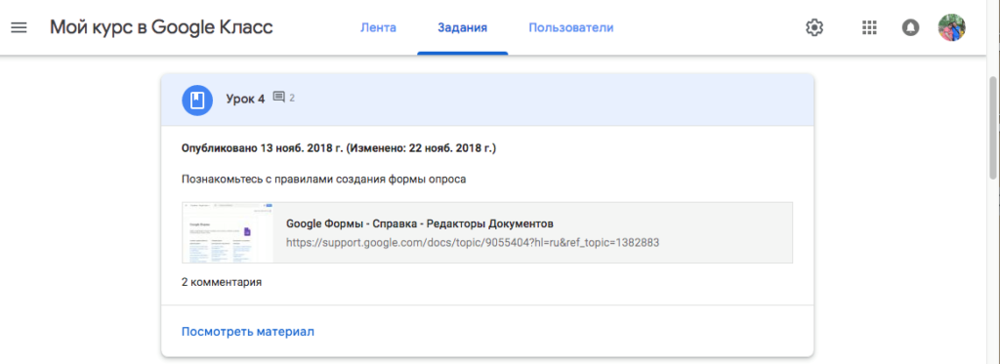 Мой курс в Google Класс
Лента
Задания
Пользователи
Урок 4
2
Опубликовано 13 нояб. 2018 г. (Изменено: 22 нояб. 2018 г.)
Познакомьтесь с правилами создания формы опроса
Google Формы - Справка - Редакторы Документов
https://support.google.com/docs/topic/9055404?hl=ru&ref_topic=1382883
2 комментария
Посмотреть материал